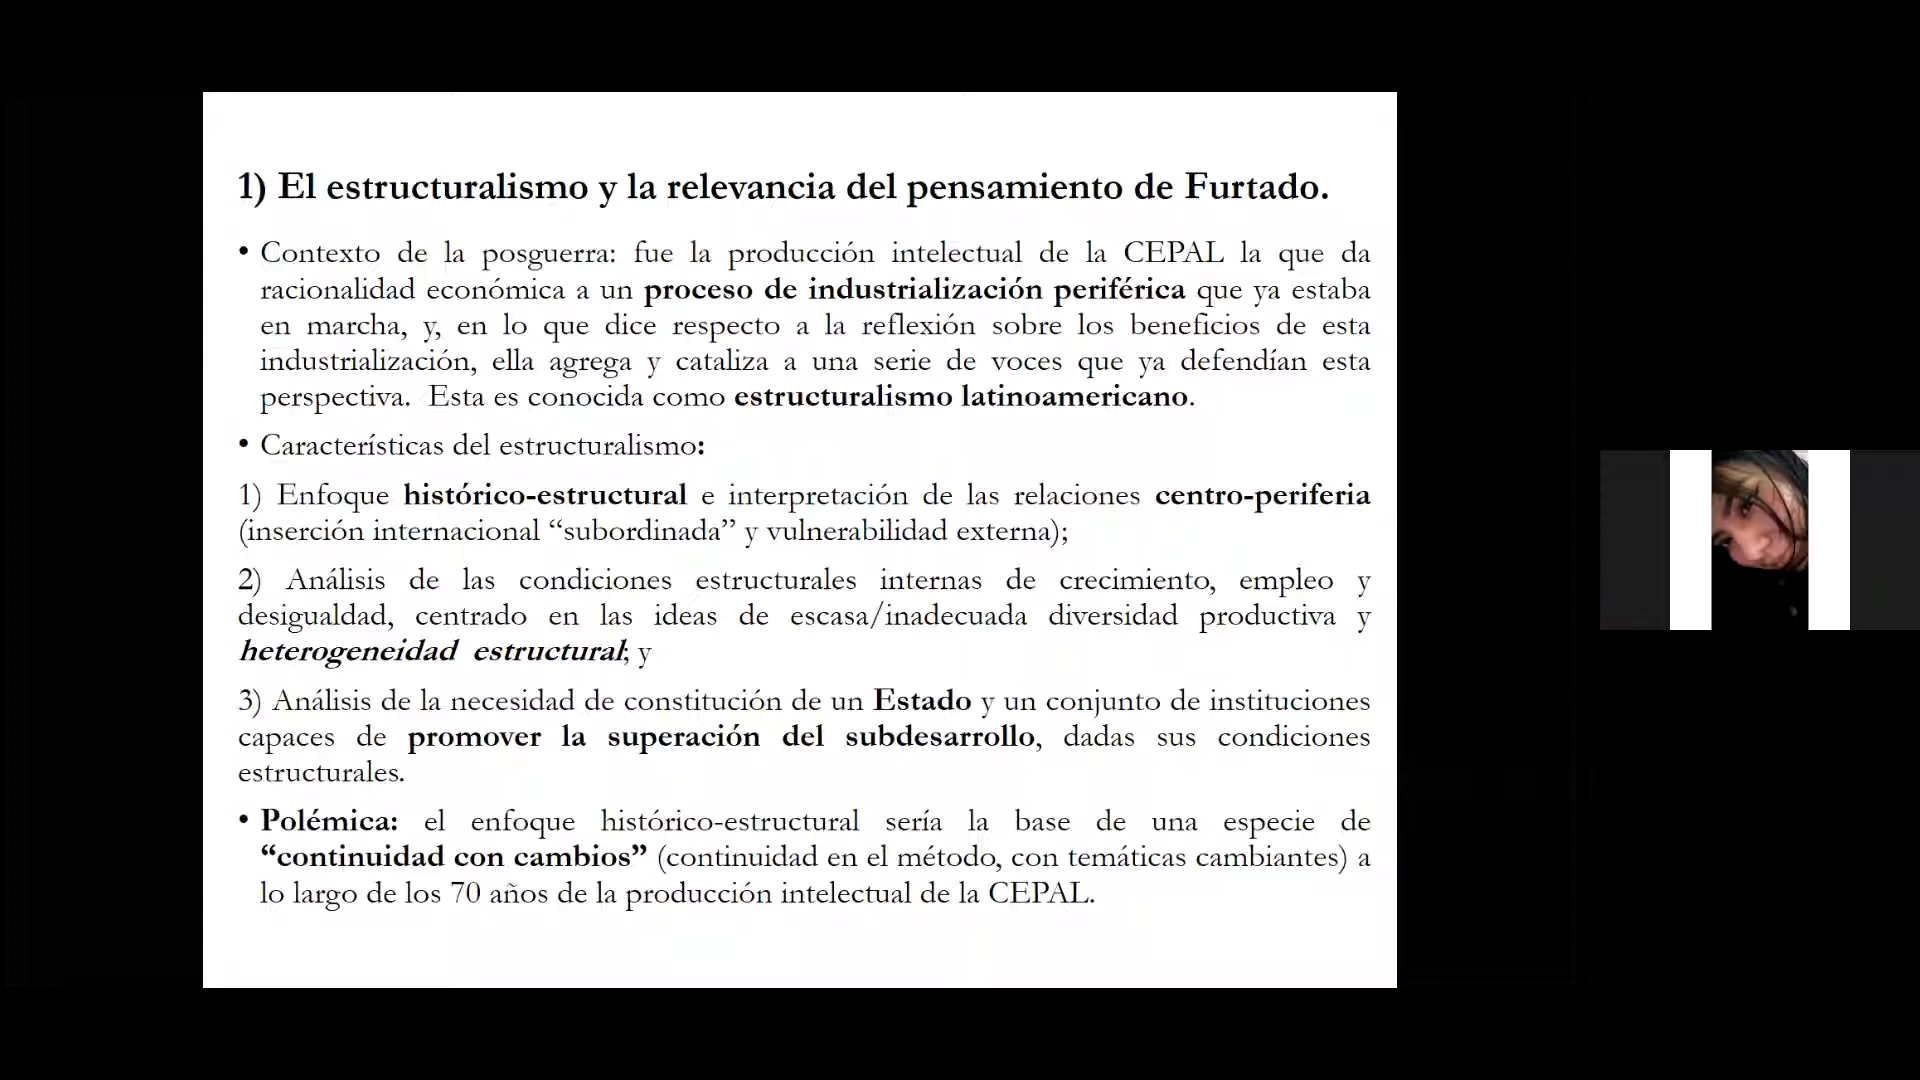 1) El estructuralismo y la relevancia del pensamiento de Furtado.
• Contexto de la posguerra: fue la producción intelectual de la CEPAL la que da
racionalidad económica a un proceso de industrialización periférica que ya estaba
en marcha, y, en lo que dice respecto a la reflexión sobre los beneficios de esta
industrialización, ella agrega y cataliza a una serie de voces que ya defendían esta
perspectiva. Esta es conocida como estructuralismo latinoamericano.
• Características del estructuralismo:
1) Enfoque histórico-estructural e interpretación de las relaciones centro-periferia
(inserción internacional “subordinada” y vulnerabilidad externa);
2) Análisis de las condiciones estructurales internas de crecimiento, empleo y
desigualdad, centrado en las ideas de escasa/inadecuada diversidad productiva y
heterogeneidad estructural; y
3) Análisis de la necesidad de constitución de un Estado y un conjunto de instituciones
capaces de promover la superación del subdesarrollo, dadas sus condiciones
estructurales.
• Polémica: el enfoque histórico-estructural sería la base de una especie de
“continuidad con cambios” (continuidad en el método, con temáticas cambiantes) a
lo largo de los 70 años de la producción intelectual de la CEPAL.